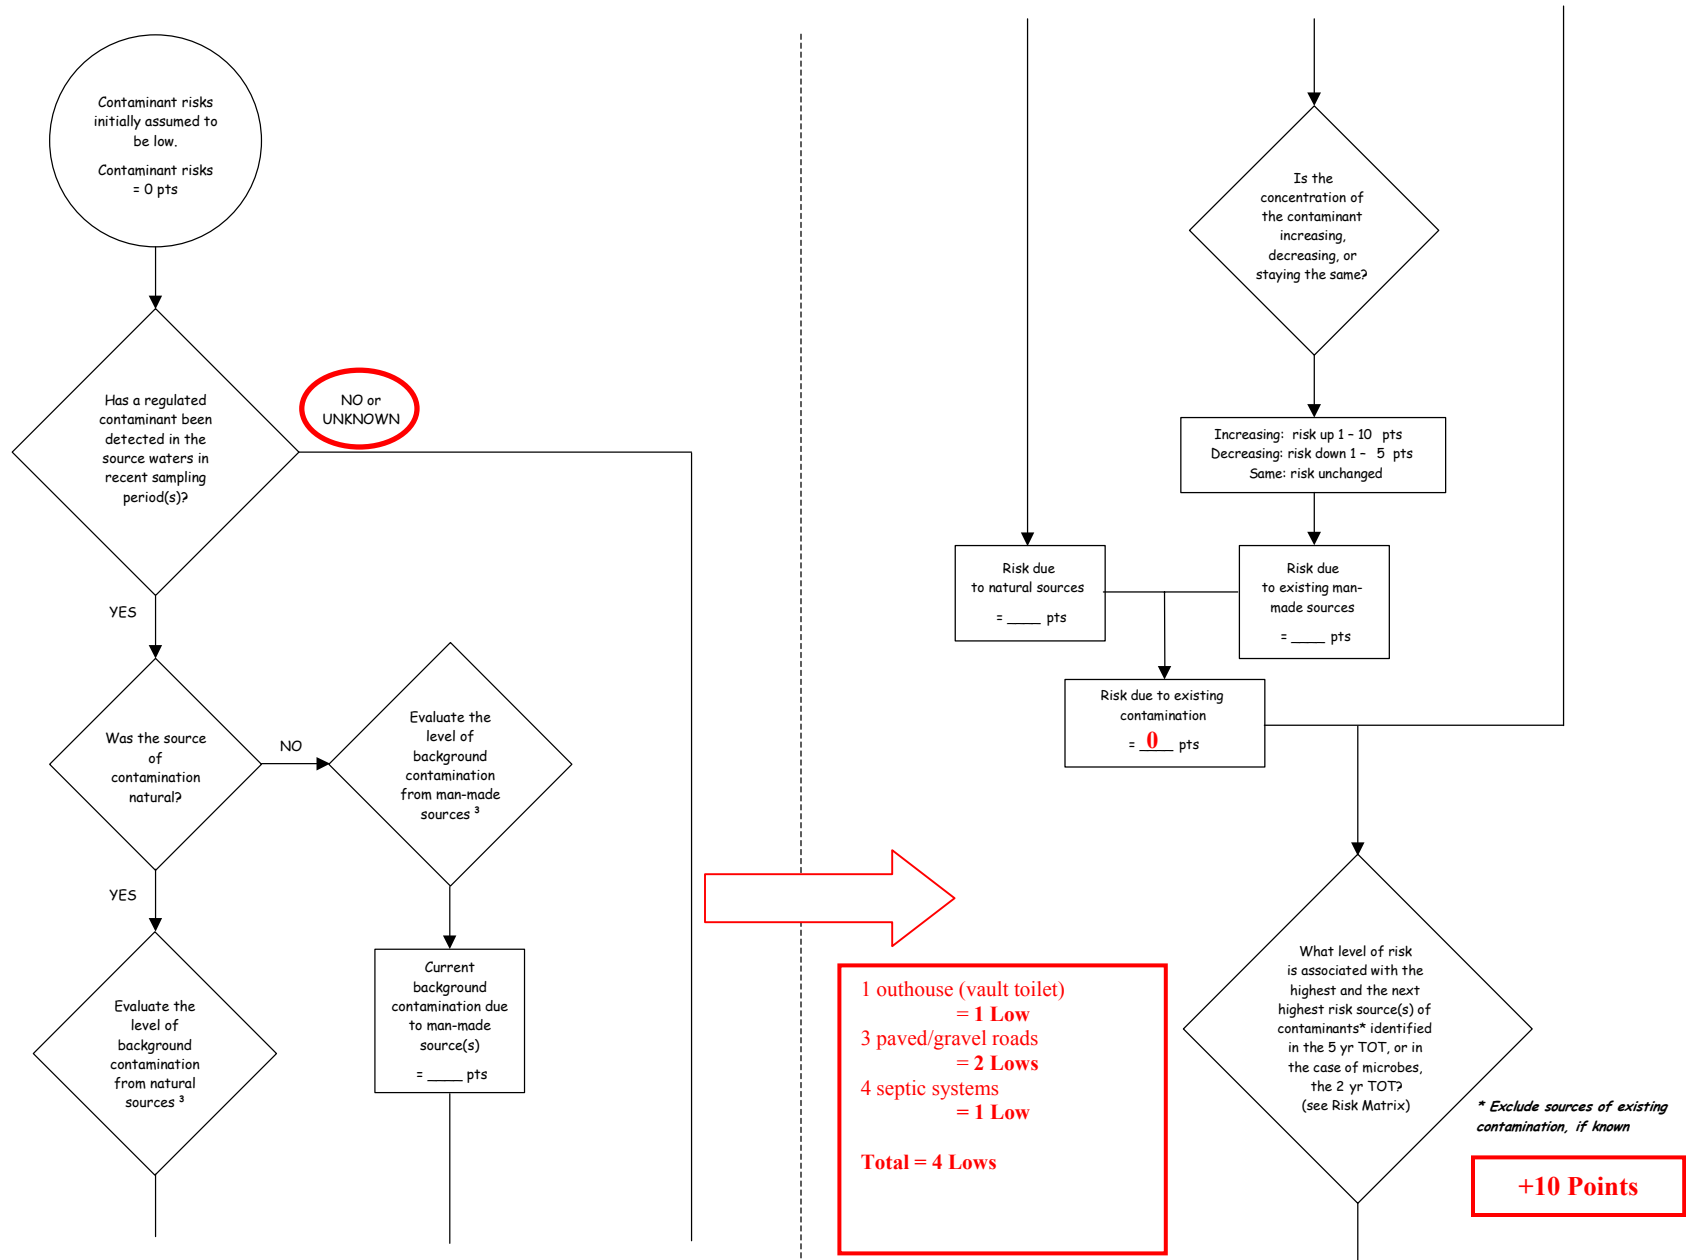 Contaminant risks
initially assumed to
be low.
Contaminant risks
= 0 pts
Has a regulated
contaminant been
detected in the
source waters in
recent sampling
period(s)?
NO or
UNKNOWN
YES
Was the source
of
contamination
natural?
NO
Evaluate the
level of
background
contamination
from man-made
sources ³
YES
Evaluate the
level of
background
contamination
from natural
sources ³
Current
background
contamination due
to man-made
source(s)
= ____ pts
Is the
concentration of
the contaminant
increasing,
decreasing, or
staying the same?
Increasing: risk up 1 – 10 pts
Decreasing: risk down 1 – 5 pts
Same: risk unchanged
Risk due
to natural sources
= ____ pts
Risk due
to existing man-
made sources
= ____ pts
Risk due to existing
contamination
= 0 pts
1 outhouse (vault toilet)
= 1 Low
3 paved/gravel roads
= 2 Lows
4 septic systems
= 1 Low
Total = 4 Lows
What level of risk
is associated with the
highest and the next
highest risk source(s) of
contaminants* identified
in the 5 yr TOT, or in
the case of microbes,
the 2 yr TOT?
(see Risk Matrix)
* Exclude sources of existing
contamination, if known
+10 Points